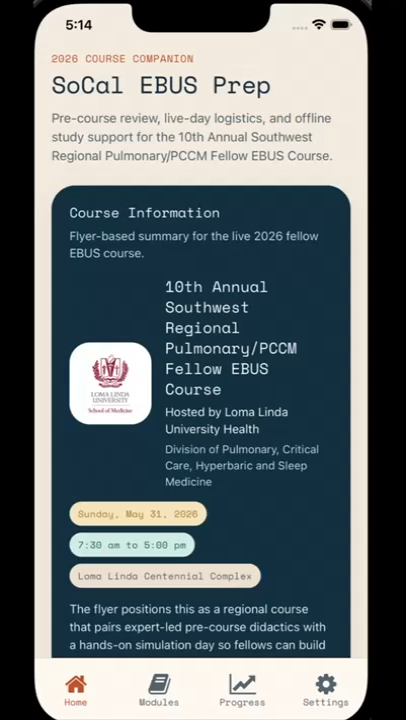 5:14
2026 COURSE COMPANION
SoCal EBUS Prep
Pre-course review, live-day logistics, and offline
study support for the 10th Annual Southwest
Regional Pulmonary/PCCM Fellow EBUS Course.
Course Information
Flyer-based summary for the live 2026 fellow
EBUS course.
10th Annual
Southwest
Regional
Pulmonary/PCCM
Fellow EBUS
Course
LOMA LINDA
UNIVERSITY
School of Medicine
Hosted by Loma Linda
University Health
Division of Pulmonary, Critical
Care, Hyperbaric and Sleep
Medicine
Sunday, May 31, 2026
7:30 am to 5:00 pm
Loma Linda Centennial Complex
The flyer positions this as a regional course
that pairs expert-led pre-course didactics with
a hands-on simulation day so fellows can build
Home
Modules
Progress
Settings